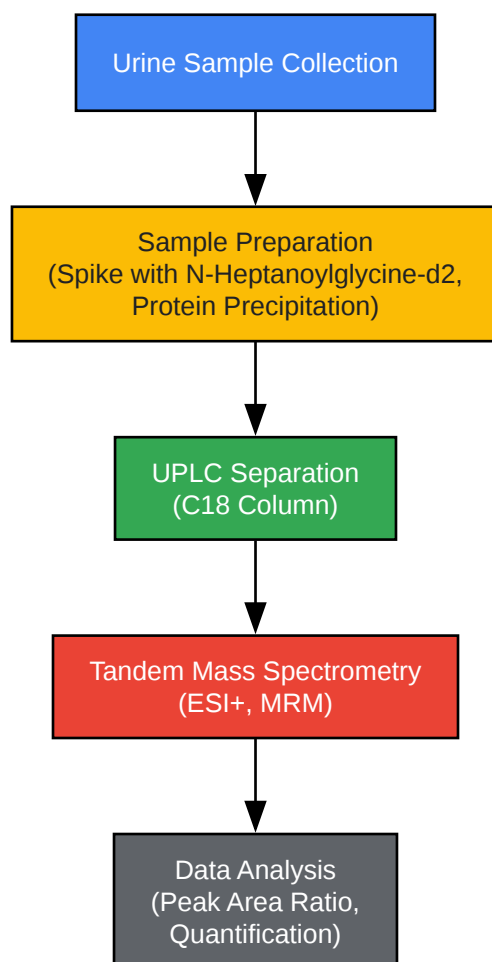 Urine Sample Collection
Sample Preparation
(Spike with N-Heptanoylglycine-d2,
Protein Precipitation)
UPLC Separation
(C18 Column)
Tandem Mass Spectrometry
(ESI+, MRM)
Data Analysis
(Peak Area Ratio,
Quantification)